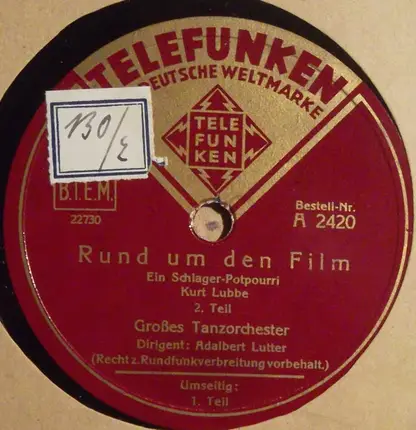 TELEFUNKEN
DEUTSCHE WELTMARKE
TELE
FUN
KEN
130/
B.I.E.M.
22730
Bestell-Nr.
A 2420
Rund um den Film
Ein Schlager-Potpourri
Kurt Lubbe
2. Teil
Großes Tanzorchester
Dirigent: Adalbert Lutter
(Recht z. Rundfunkverbreitung vorbehalt.)
Umseitig:
1. Teil